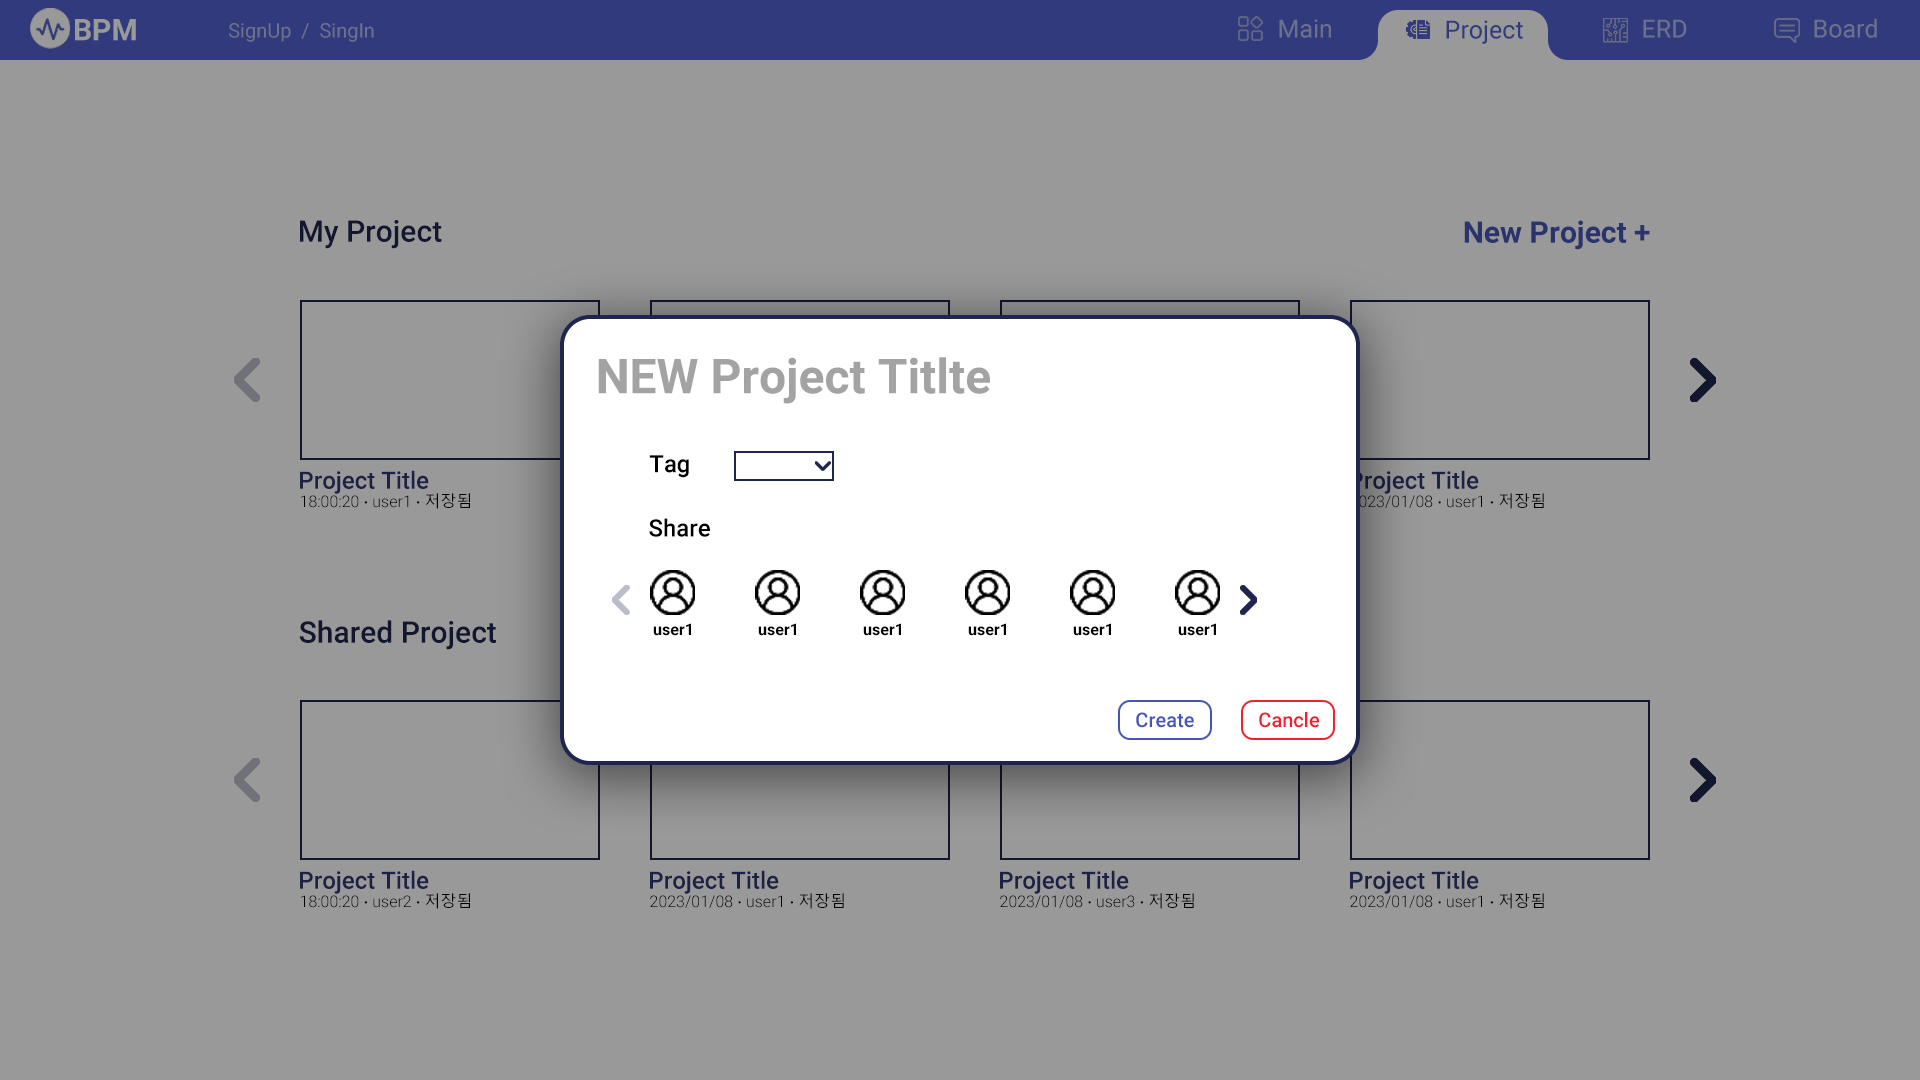 BPM
SignUp / SingIn
Main
Project
ERD
Board
My Project
New Project +
NEW Project Titlte
Tag
Share
user1 user1 user1 user1 user1 user1
Create
Cancle
Project Title
18:00:20 • user1 • 저장됨
roject Title
023/01/08 • user1 • 저장됨
Shared Project
Project Title
18:00:20 • user2 • 저장됨
Project Title
2023/01/08 • user1 • 저장됨
Project Title
2023/01/08 • user3 • 저장됨
Project Title
2023/01/08 • user1 • 저장됨